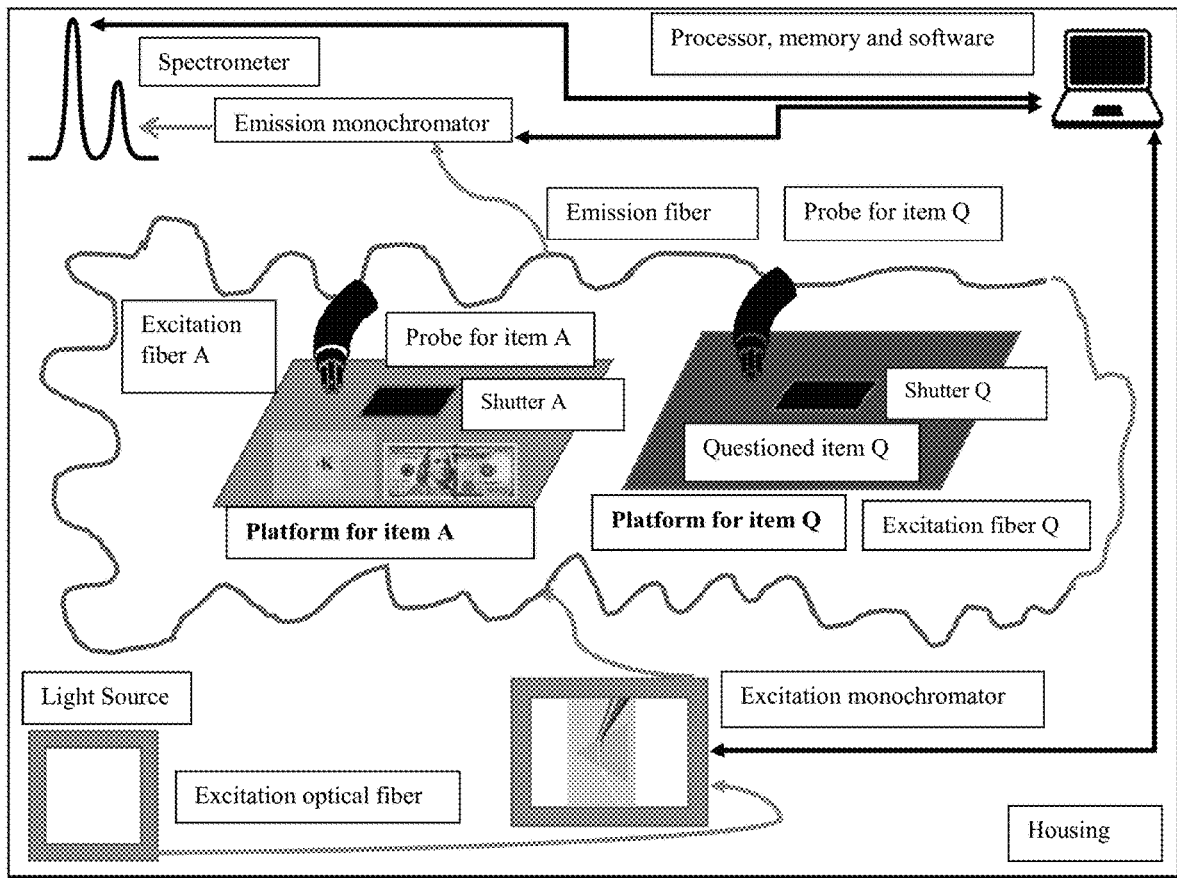 Processor, memory and software
Spectrometer
Emission monochromator
Emission fiber
Probe for item Q
Excitation
fiber A
Probe for item A
Shutter A
Shutter Q
Questioned item Q
Platform for item A
Platform for item Q
Excitation fiber Q
Light Source
Excitation monochromator
Excitation optical fiber
Housing